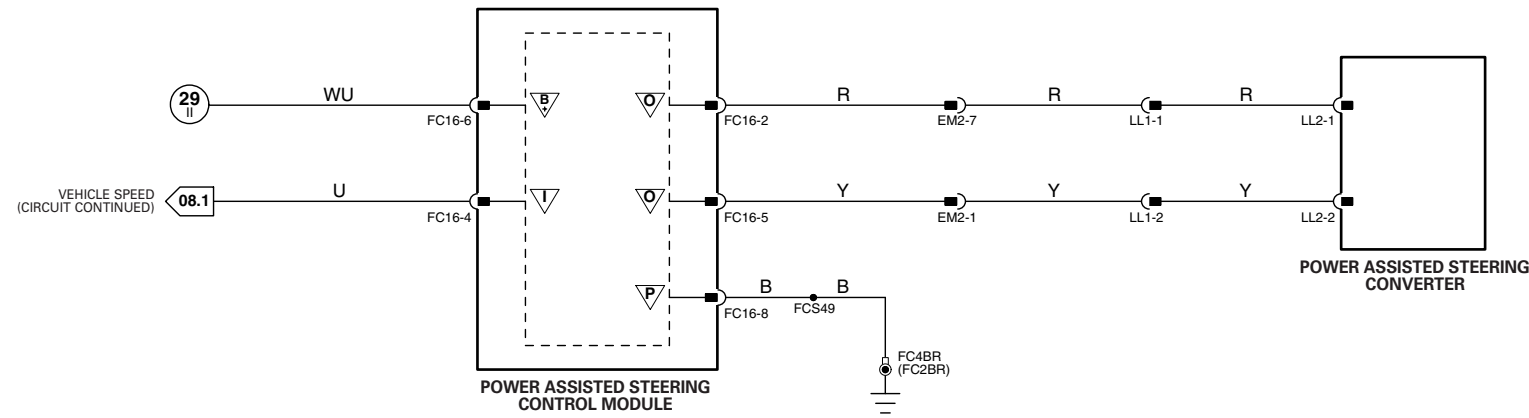 29
II
WU
FC16-6
B
+
O
FC16-2
R
EM2-7
R
LL1-1
R
LL2-1
VEHICLE SPEED
(CIRCUIT CONTINUED)
08.1
U
FC16-4
I
O
FC16-5
Y
EM2-1
Y
LL1-2
Y
LL2-2
POWER ASSISTED STEERING
CONVERTER
P
FC16-8
B
FCS49
B
FC4BR
(FC2BR)
POWER ASSISTED STEERING
CONTROL MODULE